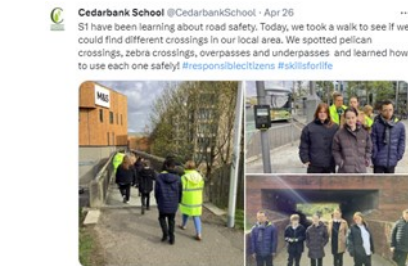 Cedarbank School @CedarbankSchool · Apr 26
S1 have been learning about road safety. Today, we took a walk to see if we
could find different crossings in our local area. We spotted pelican
crossings, zebra crossings, overpasses and underpasses and learned how
to use each one safely! #responsiblecitizens #skillsforlife
M&S